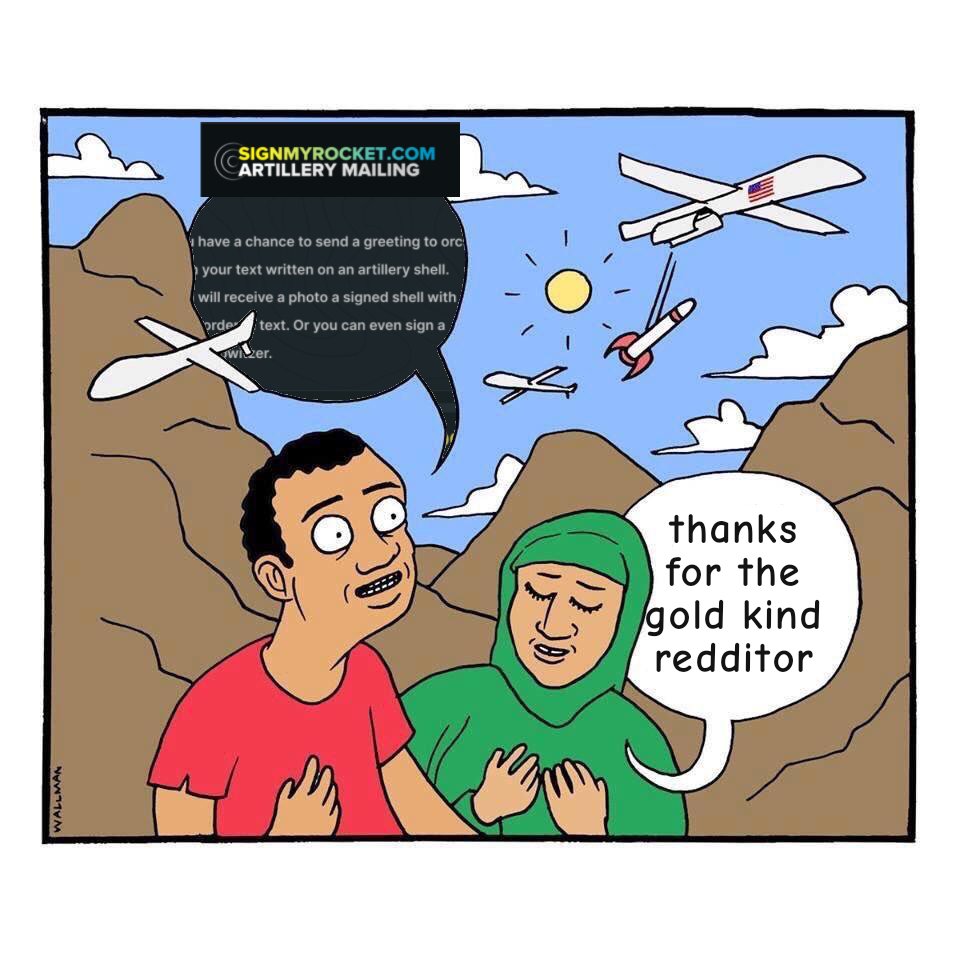 SIGNMYROCKET.COM
ARTILLERY MAILING
have a chance to send a greeting to orc
your text written on an artillery shell.
will receive a photo a signed shell with
text. Or you can even sign a
thanks
for the
gold kind
redditor
WALLMAN